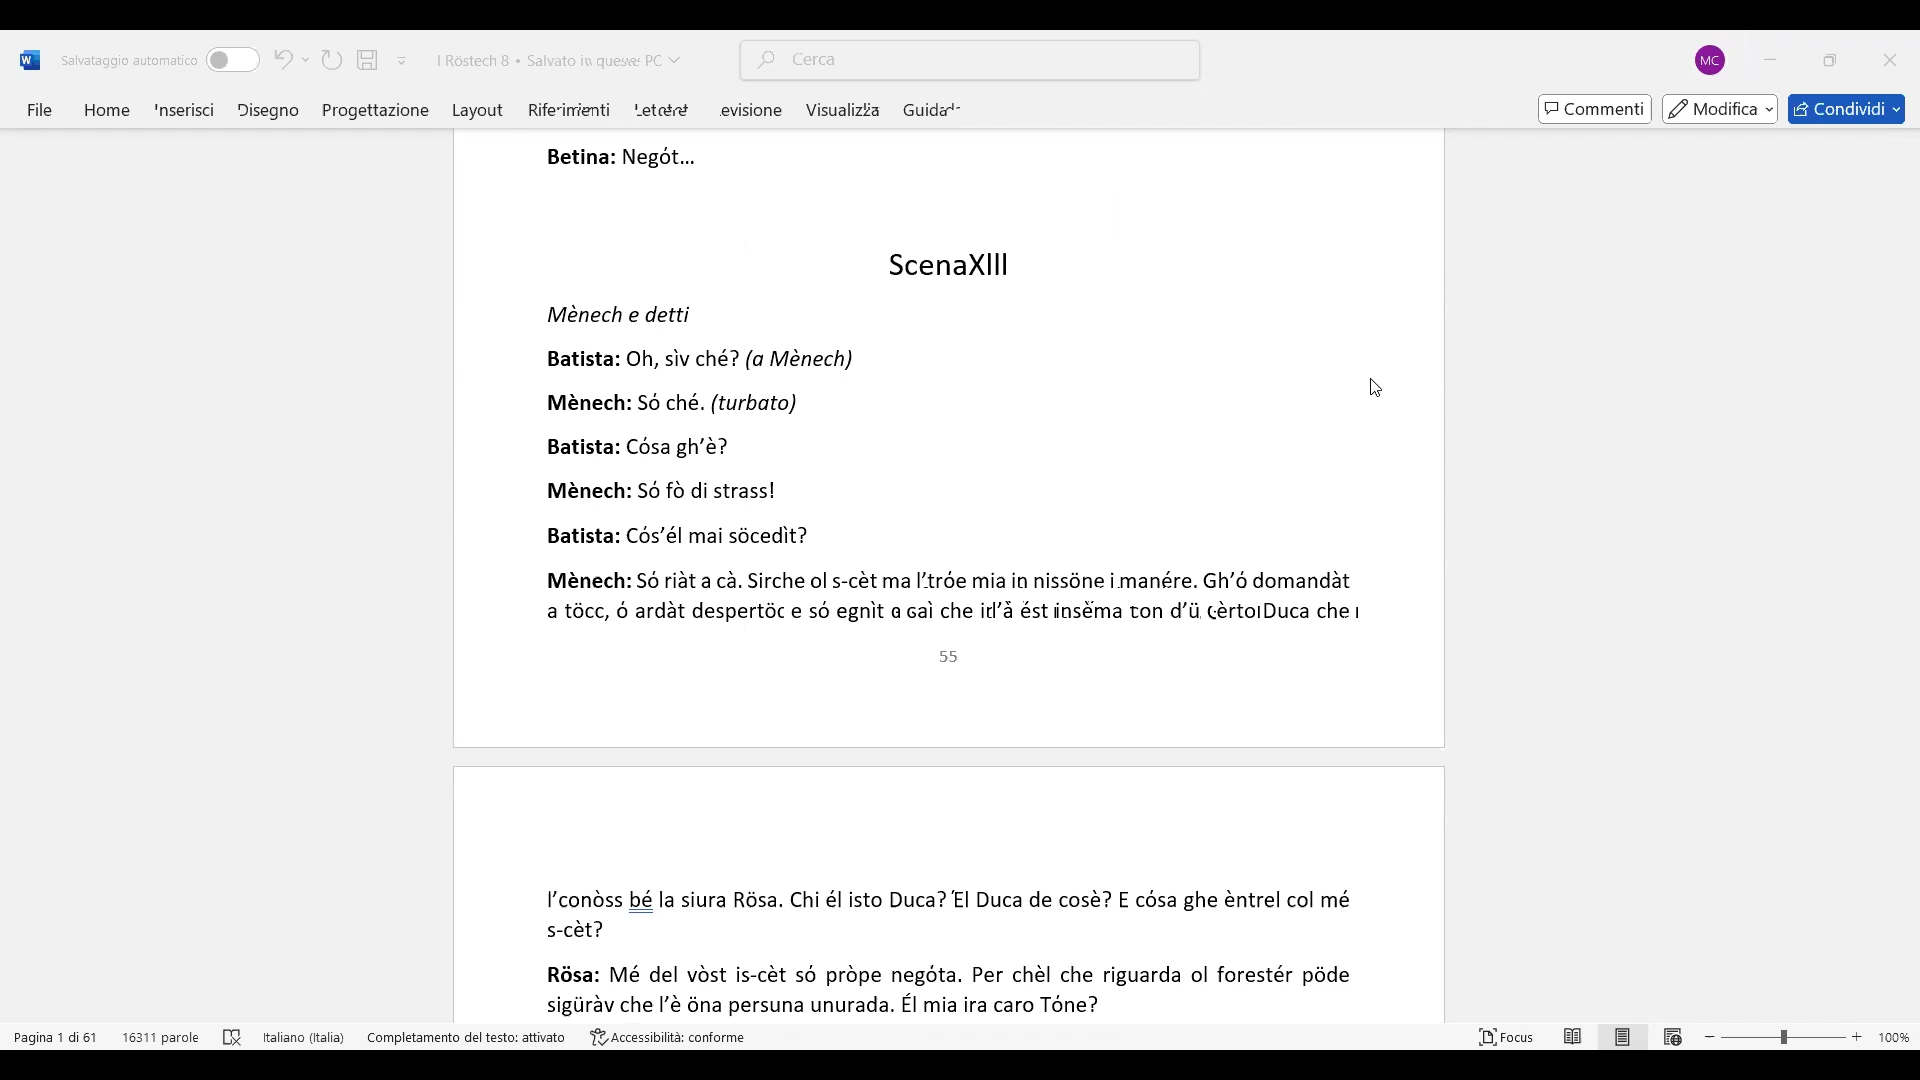 Salvataggio automatico
I Röstech 8 • Salvato in questo PC
Cerca
MC
File Home Inserisci Disegno Progettazione Layout Riferimenti Visualizza Guida
Commenti Modifica Condividi
Betina: Negót...
ScenaXlll
Mènech e detti
Batista: Oh, sìv ché? (a Mènech)
Mènech: Só ché. (turbato)
Batista: Cósa gh’è?
Mènech: Só fò di strass!
Batista: Cós’él mai söcedìt?
Mènech: Só riàt a cà. Sirche ol s-cèt ma l’tróe mia in nissöne manére. Gh’ó domandàt
a töcc, ó ardàt despertöc e só egnìt a saì che l’à ést insèma con d’ü cèrto Duca che
55
l’conòss bé la siura Rösa. Chi él isto Duca? El Duca de cosè? E cósa ghe èntrel col mé
s-cèt?
Rösa: Mé del vòst is-cèt só pròpe negóta. Per chèl che riguarda ol forestér pöde
sigüràv che l’è öna persuna unurada. Él mia ira caro Tóne?
Pagina 1 di 61 16311 parole Italiano (Italia) Completamento del testo: attivato Accessibilità: conforme Focus 100%